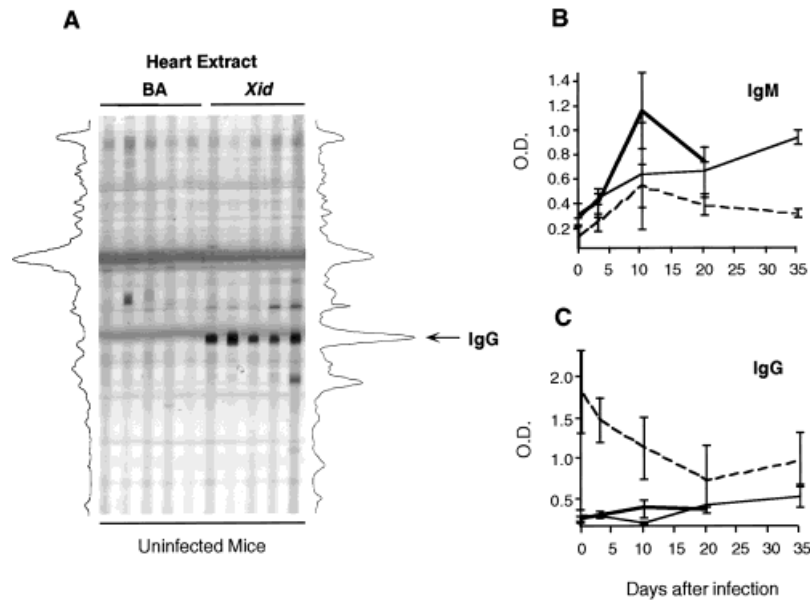 A
Heart Extract
BA Xid
IgG
Uninfected Mice
B
IgM
O.D.
1.4
1.2
1.0
0.8
0.6
0.4
0.2
0 5 10 15 20 25 30 35
C
IgG
O.D.
2.0
1.5
1.0
0.5
0 5 10 15 20 25 30 35
Days after infection